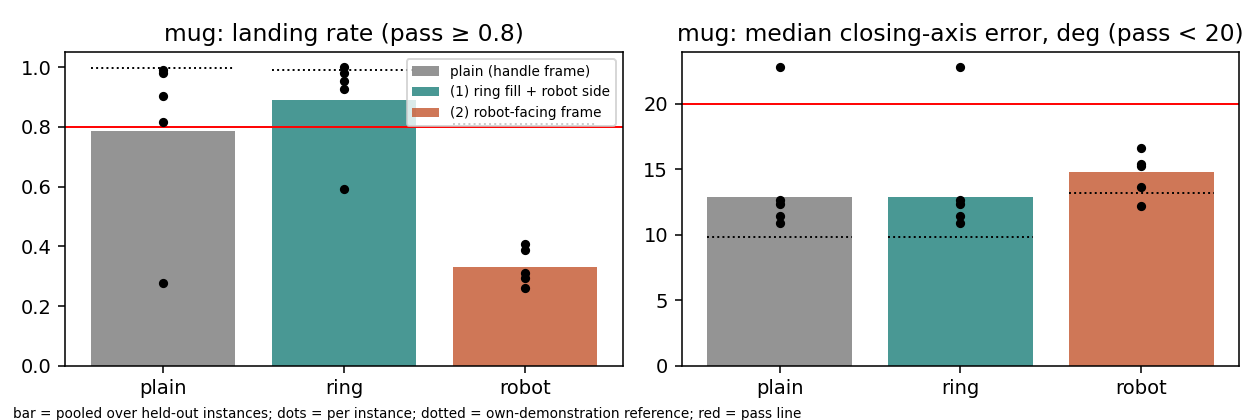 mug: landing rate (pass ≥ 0.8)
1.0
0.8
0.6
0.4
0.2
0.0
plain (handle frame)
(1) ring fill + robot side
(2) robot-facing frame
plain
ring
robot
mug: median closing-axis error, deg (pass < 20)
20
15
10
5
0
plain
ring
robot
bar = pooled over held-out instances; dots = per instance; dotted = own-demonstration reference; red = pass line